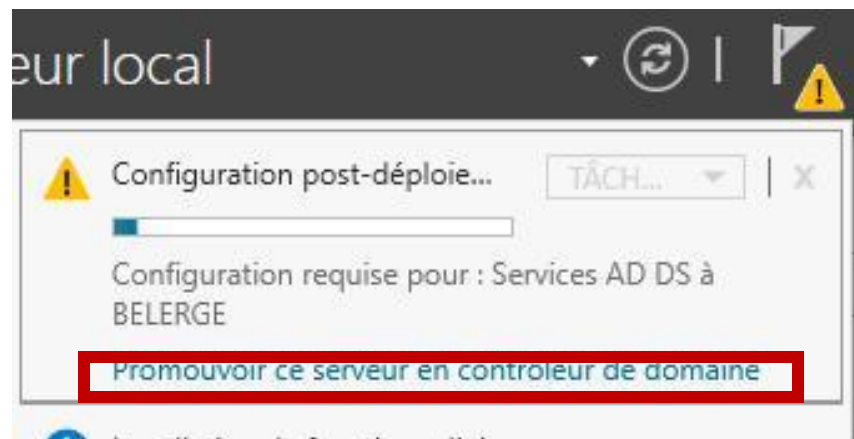 eur local
Configuration post-déploie...
TÂCH...
Configuration requise pour : Services AD DS à
BELERGE
Promouvoir ce serveur en contrôleur de domaine